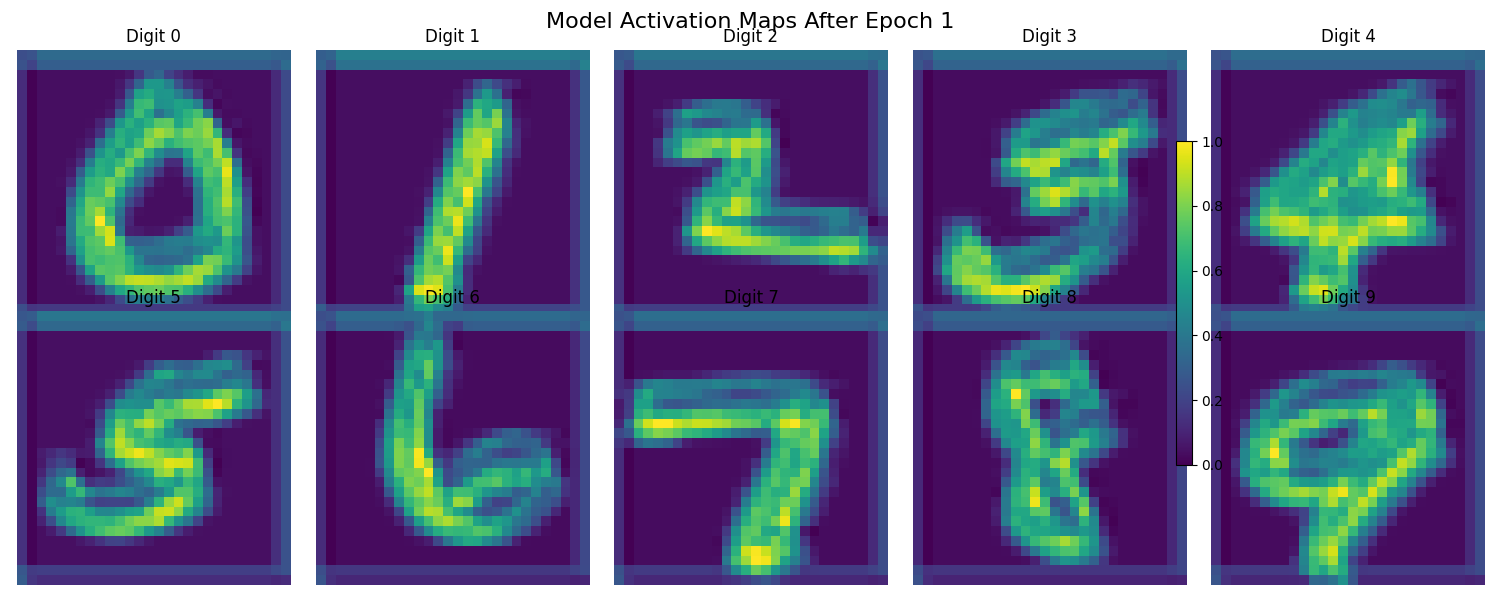 Model Activation Maps After Epoch 1
Digit 0 Digit 1 Digit 2 Digit 3 Digit 4
1.0
0.8
0.6
0.4
0.2
0.0
Digit 5 Digit 6 Digit 7 Digit 8 Digit 9